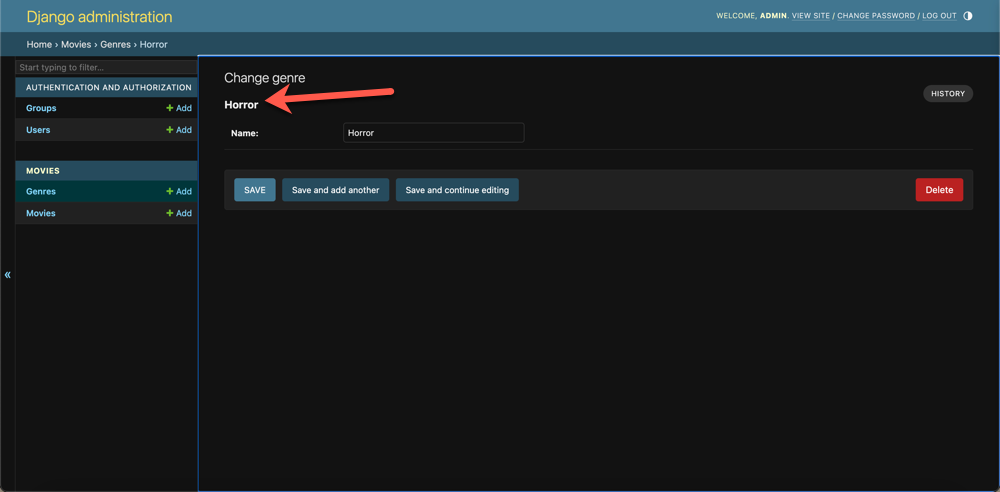 Django administration
WELCOME, ADMIN. VIEW SITE / CHANGE PASSWORD / LOG OUT
Home › Movies › Genres › Horror
Start typing to filter...
AUTHENTICATION AND AUTHORIZATION
Groups + Add
Users + Add
MOVIES
Genres + Add
Movies + Add
«
Change genre
HISTORY
Horror
Name: Horror
SAVE Save and add another Save and continue editing Delete